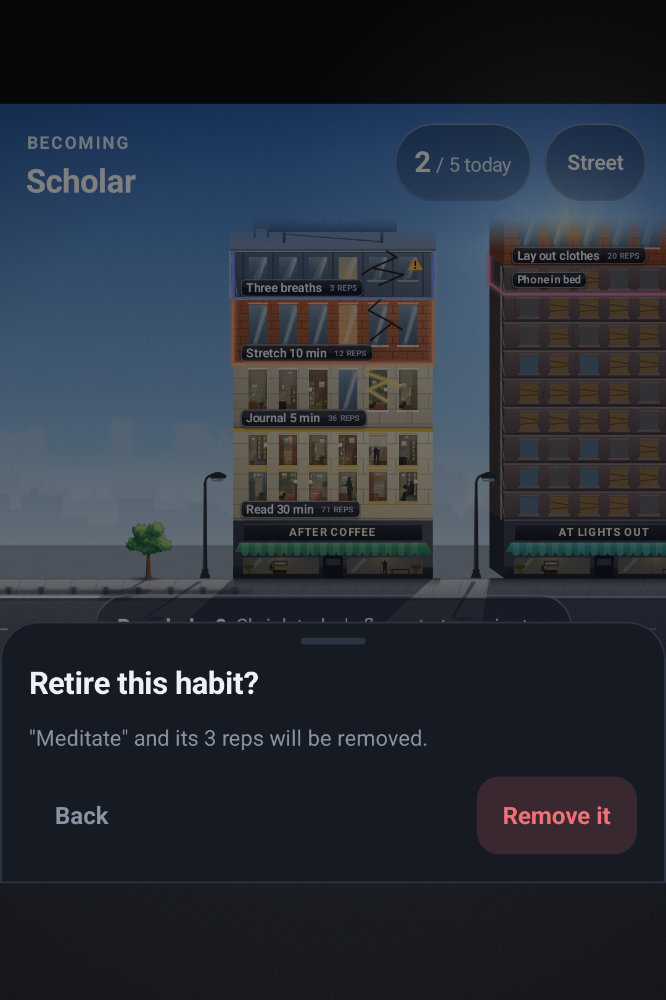 BECOMING
Scholar
2 / 5 today
Street
Lay out clothes 20 REPS
Phone in bed
Three breaths 3 REPS
Stretch 10 min 12 REPS
Journal 5 min 36 REPS
Read 30 min 71 REPS
AFTER COFFEE
AT LIGHTS OUT
Retire this habit?
"Meditate" and its 3 reps will be removed.
Back
Remove it